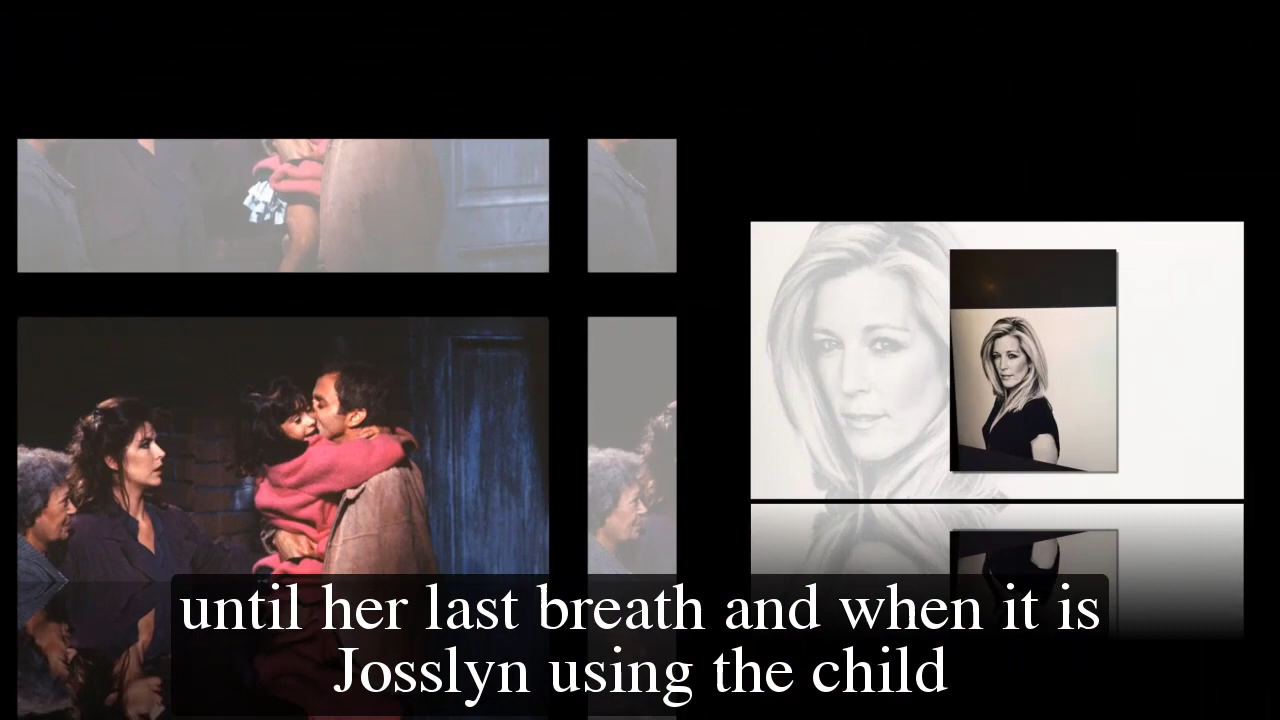 until her last breath and when it is
Josslyn using the child